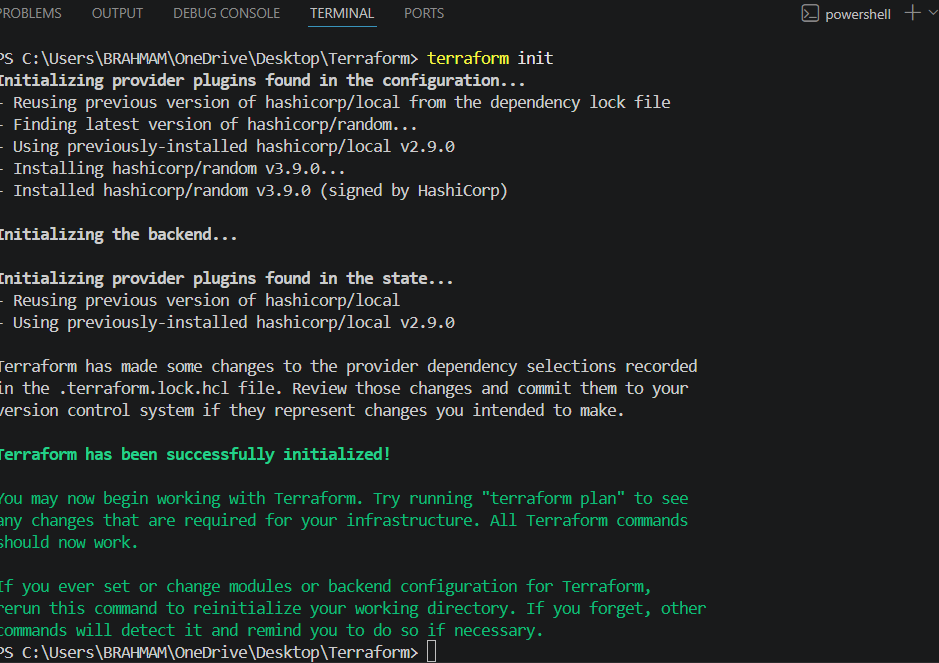 PROBLEMS OUTPUT DEBUG CONSOLE TERMINAL PORTS powershell
PS C:\Users\BRAHMAM\OneDrive\Desktop\Terraform> terraform init
Initializing provider plugins found in the configuration...
- Reusing previous version of hashicorp/local from the dependency lock file
- Finding latest version of hashicorp/random...
- Using previously-installed hashicorp/local v2.9.0
- Installing hashicorp/random v3.9.0...
- Installed hashicorp/random v3.9.0 (signed by HashiCorp)
Initializing the backend...
Initializing provider plugins found in the state...
- Reusing previous version of hashicorp/local
- Using previously-installed hashicorp/local v2.9.0
Terraform has made some changes to the provider dependency selections recorded
in the .terraform.lock.hcl file. Review those changes and commit them to your
version control system if they represent changes you intended to make.
Terraform has been successfully initialized!
You may now begin working with Terraform. Try running "terraform plan" to see
any changes that are required for your infrastructure. All Terraform commands
should now work.
If you ever set or change modules or backend configuration for Terraform,
rerun this command to reinitialize your working directory. If you forget, other
commands will detect it and remind you to do so if necessary.
PS C:\Users\BRAHMAM\OneDrive\Desktop\Terraform>